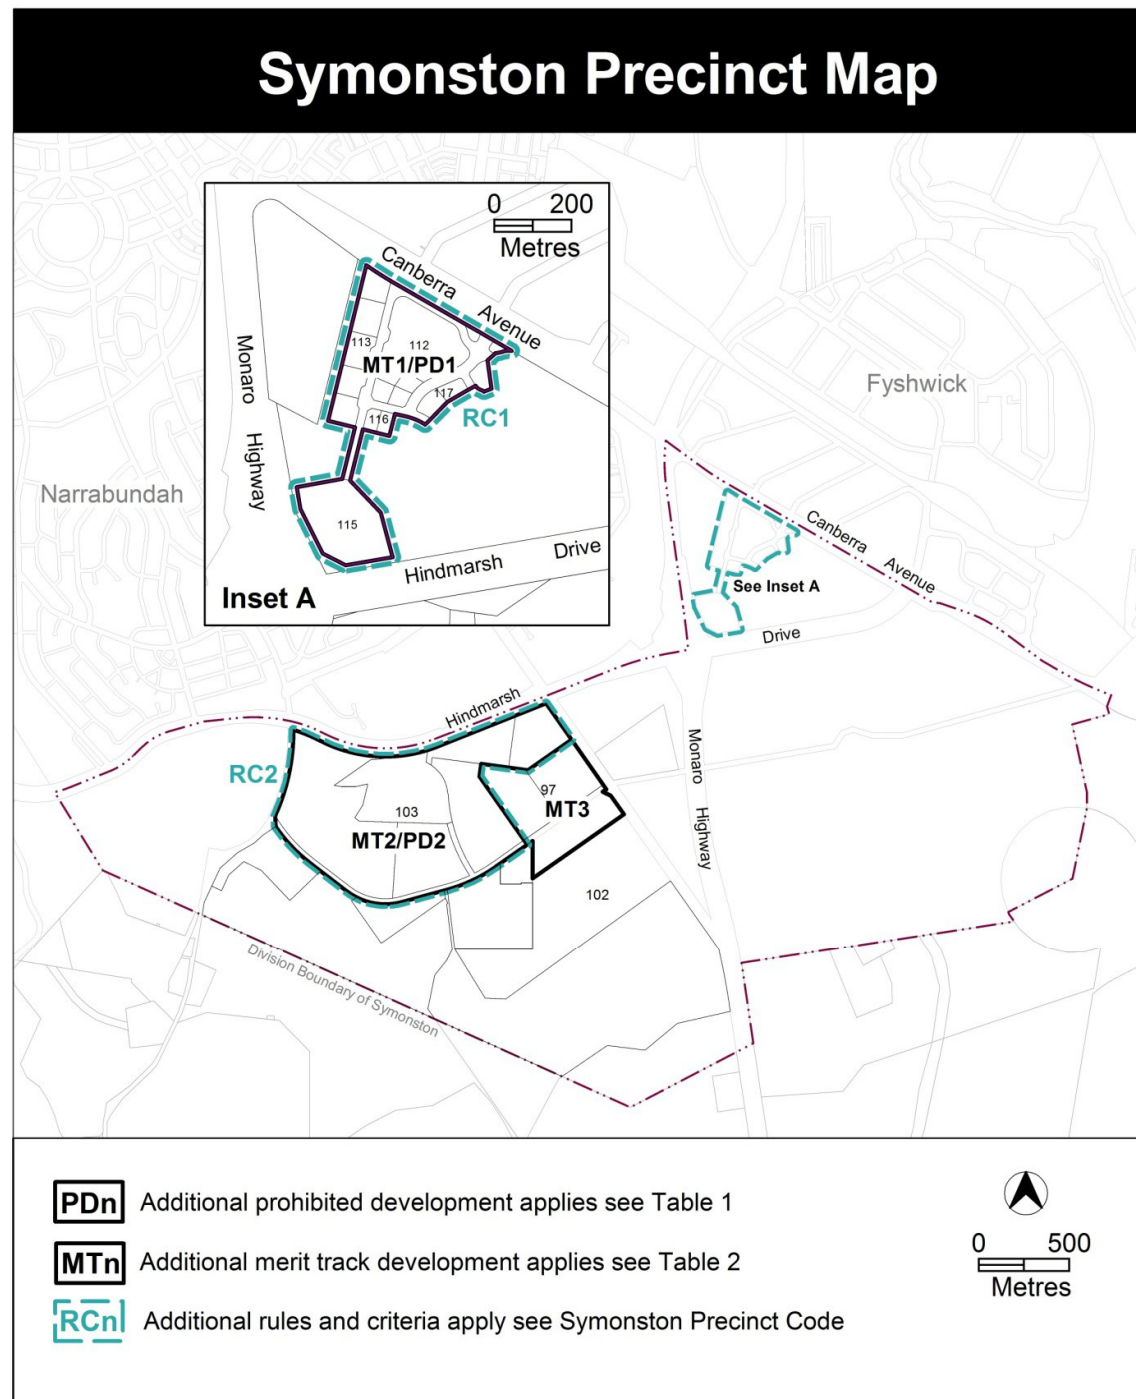 Symonston Precinct Map
0 200
Metres
Canberra
Avenue
Monaro
Highway
113
112
MT1/PD1
117
116
RC1
115
Hindmarsh
Drive
Inset A
Narrabundah
Fyshwick
Canberra
Avenue
See Inset A
Drive
Hindmarsh
Monaro
Highway
RC2
97
MT3
103
MT2/PD2
102
Division Boundary of Symonston
PDn Additional prohibited development applies see Table 1
MTn Additional merit track development applies see Table 2
RCn Additional rules and criteria apply see Symonston Precinct Code
0 500
Metres